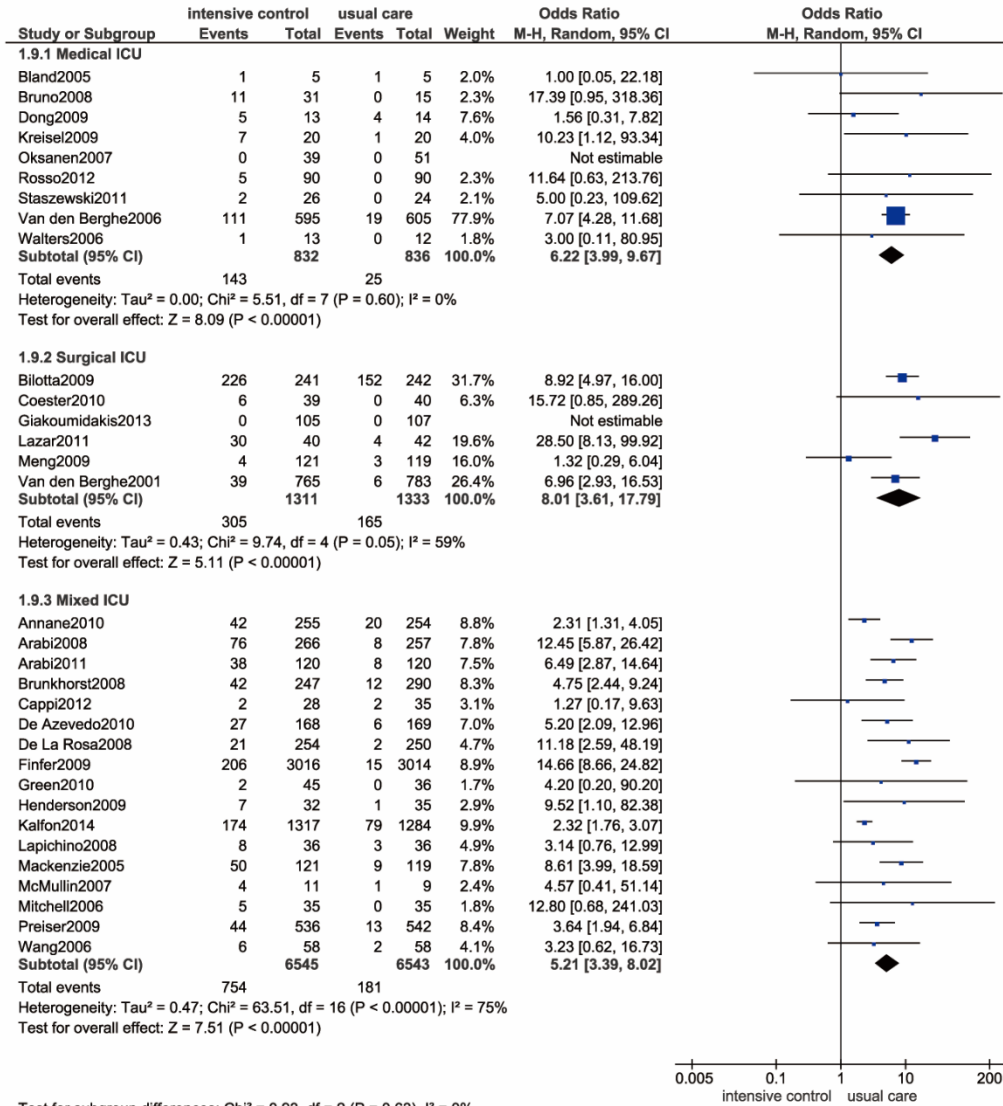 intensive control usual care Odds Ratio Odds Ratio
Study or Subgroup Events Total Events Total Weight M-H, Random, 95% CI M-H, Random, 95% CI
1.9.1 Medical ICU
Bland2005 1 5 1 5 2.0% 1.00 [0.05, 22.18]
Bruno2008 11 31 0 15 2.3% 17.39 [0.95, 318.36]
Dong2009 5 13 4 14 7.6% 1.56 [0.31, 7.82]
Kreisel2009 7 20 1 20 4.0% 10.23 [1.12, 93.34]
Oksanen2007 0 39 0 51 Not estimable
Rosso2012 5 90 0 90 2.3% 11.64 [0.63, 213.76]
Staszewski2011 2 26 0 24 2.1% 5.00 [0.23, 109.62]
Van den Berghe2006 111 595 19 605 77.9% 7.07 [4.28, 11.68]
Walters2006 1 13 0 12 1.8% 3.00 [0.11, 80.95]
Subtotal (95% CI) 832 836 100.0% 6.22 [3.99, 9.67]
Total events 143 25
Heterogeneity: Tau² = 0.00; Chi² = 5.51, df = 7 (P = 0.60); I² = 0%
Test for overall effect: Z = 8.09 (P < 0.00001)
1.9.2 Surgical ICU
Bilotta2009 226 241 152 242 31.7% 8.92 [4.97, 16.00]
Coester2010 6 39 0 40 6.3% 15.72 [0.85, 289.26]
Giakoumidakis2013 0 105 0 107 Not estimable
Lazar2011 30 40 4 42 19.6% 28.50 [8.13, 99.92]
Meng2009 4 121 3 119 16.0% 1.32 [0.29, 6.04]
Van den Berghe2001 39 765 6 783 26.4% 6.96 [2.93, 16.53]
Subtotal (95% CI) 1311 1333 100.0% 8.01 [3.61, 17.79]
Total events 305 165
Heterogeneity: Tau² = 0.43; Chi² = 9.74, df = 4 (P = 0.05); I² = 59%
Test for overall effect: Z = 5.11 (P < 0.00001)
1.9.3 Mixed ICU
Annane2010 42 255 20 254 8.8% 2.31 [1.31, 4.05]
Arabi2008 76 266 8 257 7.8% 12.45 [5.87, 26.42]
Arabi2011 38 120 8 120 7.5% 6.49 [2.87, 14.64]
Brunkhorst2008 42 247 12 290 8.3% 4.75 [2.44, 9.24]
Cappi2012 2 28 2 35 3.1% 1.27 [0.17, 9.63]
De Azevedo2010 27 168 6 169 7.0% 5.20 [2.09, 12.96]
De La Rosa2008 21 254 2 250 4.7% 11.18 [2.59, 48.19]
Finfer2009 206 3016 15 3014 8.9% 14.66 [8.66, 24.82]
Green2010 2 45 0 36 1.7% 4.20 [0.20, 90.20]
Henderson2009 7 32 1 35 2.9% 9.52 [1.10, 82.38]
Kalfon2014 174 1317 79 1284 9.9% 2.32 [1.76, 3.07]
Lapichino2008 8 36 3 36 4.9% 3.14 [0.76, 12.99]
Mackenzie2005 50 121 9 119 7.8% 8.61 [3.99, 18.59]
McMullin2007 4 11 1 9 2.4% 4.57 [0.41, 51.14]
Mitchell2006 5 35 0 35 1.8% 12.80 [0.68, 241.03]
Preiser2009 44 536 13 542 8.4% 3.64 [1.94, 6.84]
Wang2006 6 58 2 58 4.1% 3.23 [0.62, 16.73]
Subtotal (95% CI) 6545 6543 100.0% 5.21 [3.39, 8.02]
Total events 754 181
Heterogeneity: Tau² = 0.47; Chi² = 63.51, df = 16 (P < 0.00001); I² = 75%
Test for overall effect: Z = 7.51 (P < 0.00001)
0.005 0.1 1 10 200
intensive control usual care